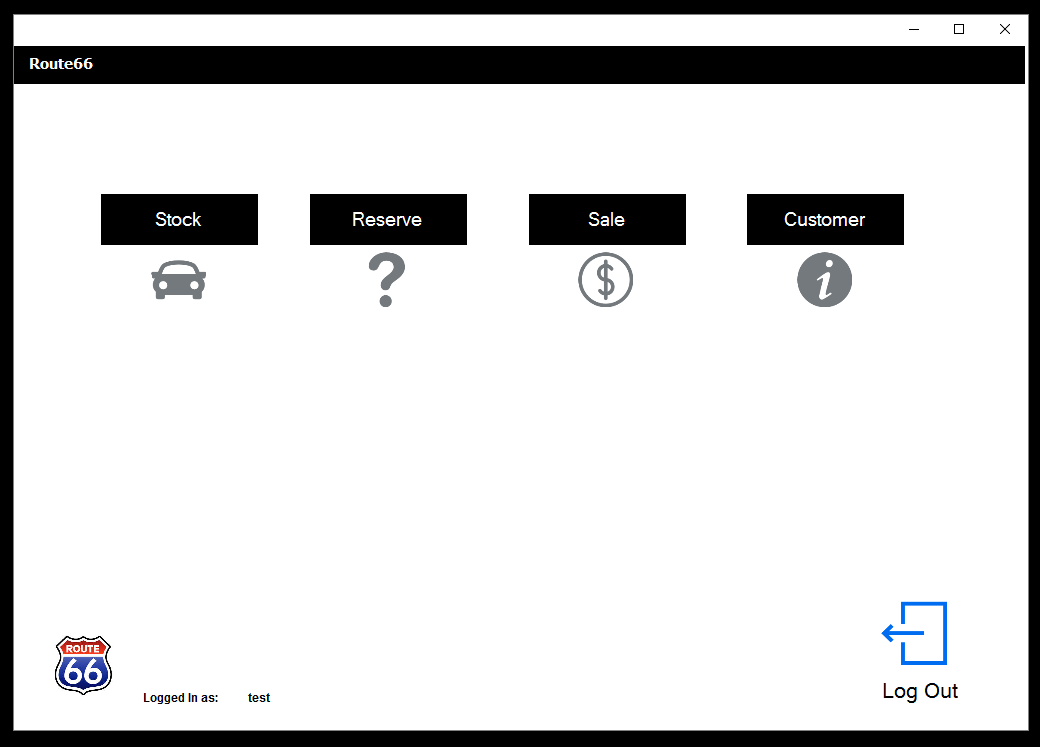 Route66
Stock
Reserve
Sale
Customer
ROUTE
66
Logged In as: test
Log Out